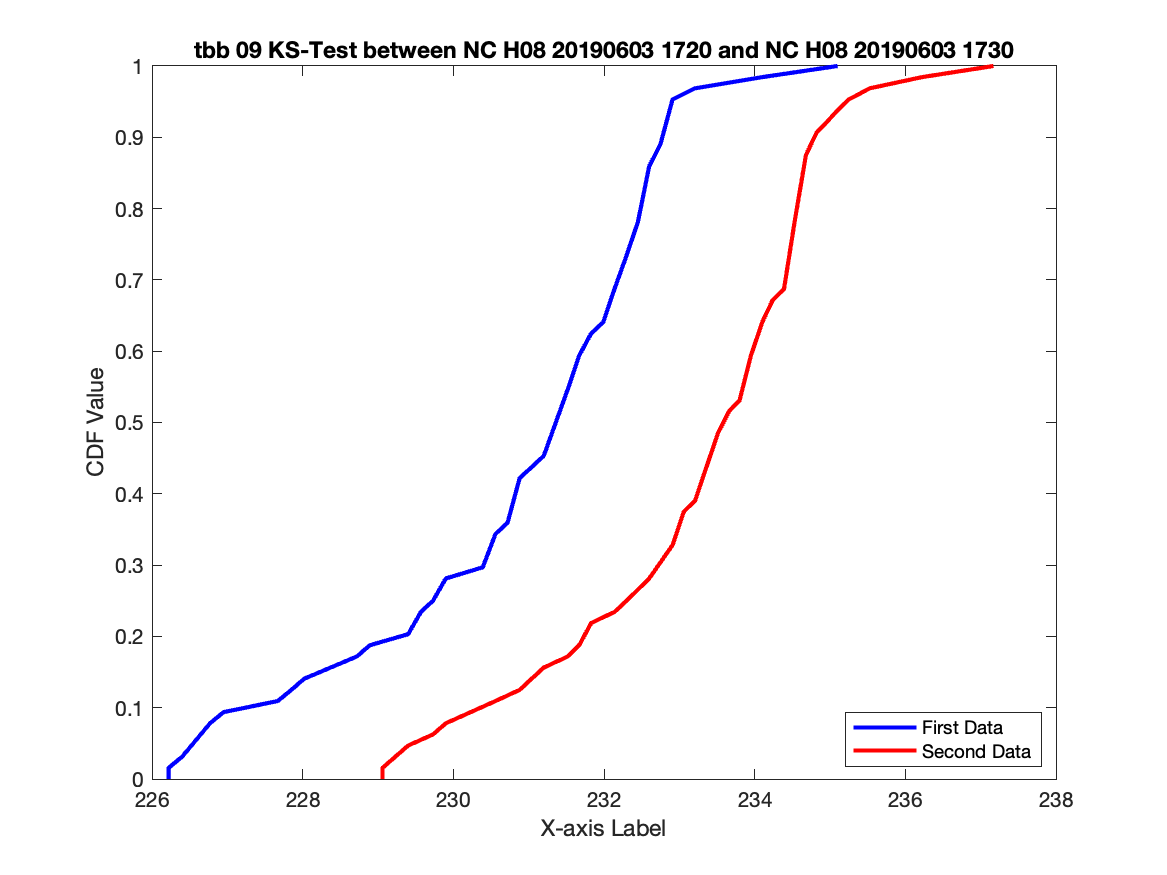 tbb 09 KS-Test between NC H08 20190603 1720 and NC H08 20190603 1730
1
0.9
0.8
0.7
0.6
0.5
0.4
0.3
0.2
0.1
0
CDF Value
226 228 230 232 234 236 238
X-axis Label
First Data
Second Data